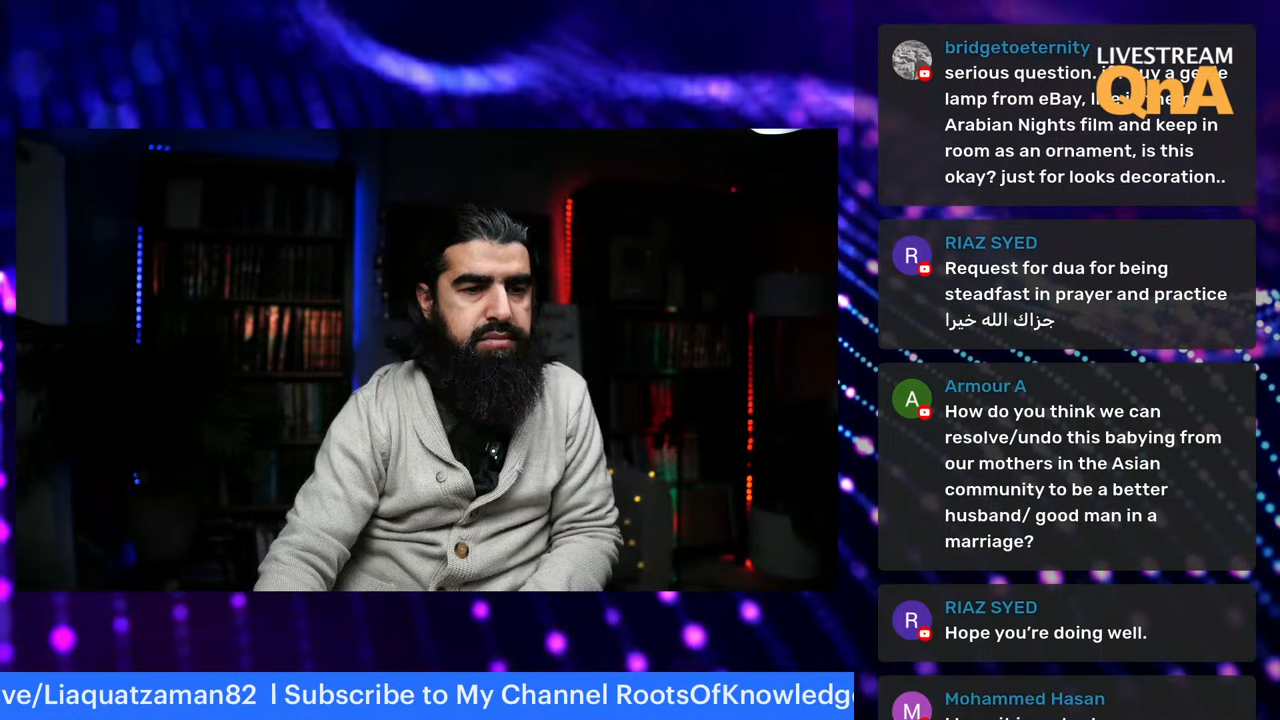 bridgetoeternity
LIVESTREAM
QnA
serious question.
lamp from eBay,
Arabian Nights film and keep in
room as an ornament, is this
okay? just for looks decoration..
R
RIAZ SYED
Request for dua for being
steadfast in prayer and practice
جزاك الله خيرا
A
Armour A
How do you think we can
resolve/undo this babying from
our mothers in the Asian
community to be a better
husband/ good man in a
marriage?
R
RIAZ SYED
Hope you’re doing well.
M
Mohammed Hasan
ve/Liaquatzaman82 | Subscribe to My Channel RootsOfKnowledge